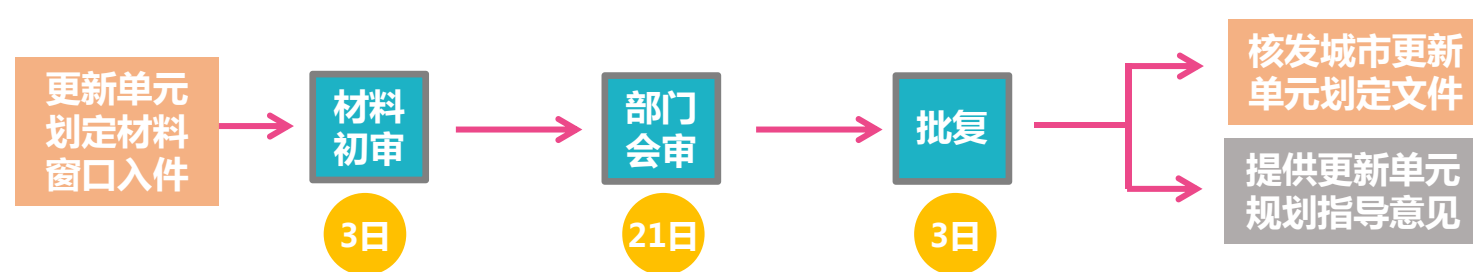 更新单元
划定材料
窗口入件
材料
初审
3日
部门
会审
21日
批复
3日
核发城市更新
单元划定文件
提供更新单元
规划指导意见